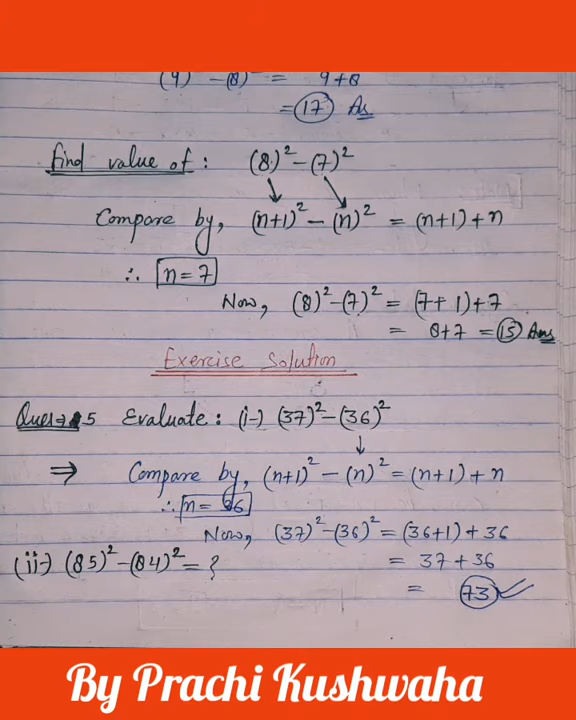 (9) - (8) = 9+8
= 17 As
find value of : (8)² - (7)²
Compare by, (n+1)² - (n)² = (n+1) + n
∴ n = 7
Now, (8)² - (7)² = (7+1) + 7
= 8+7 = 15 Ans
Exercise Solution
Ques → 5 Evaluate : (i-) (37)² - (36)²
⇒ Compare by, (n+1)² - (n)² = (n+1) + n
∴ n = 36
Now, (37)² - (36)² = (36+1) + 36
(ii-) (85)² - (84)² = ? = 37 + 36
= 73
By Prachi Kushwaha